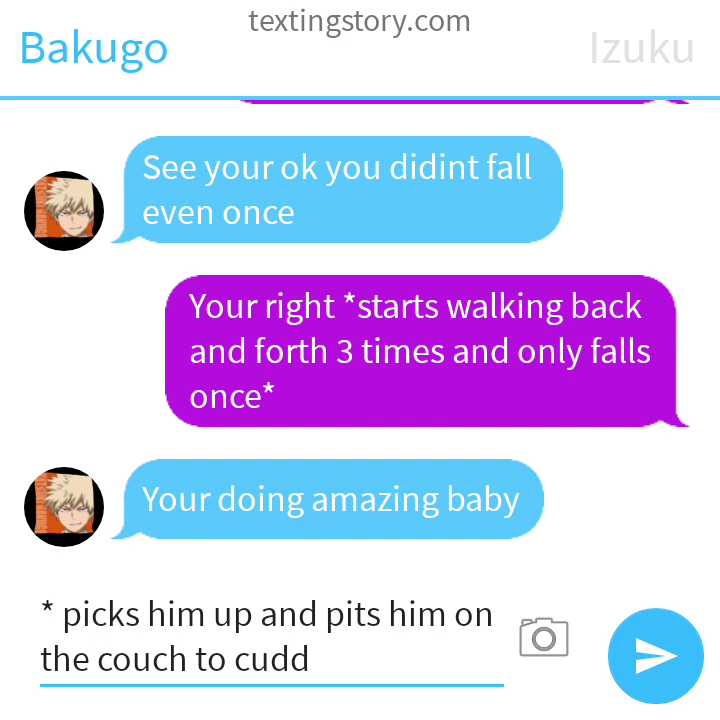 textingstory.com
Bakugo
Izuku
See your ok you didint fall
even once
Your right *starts walking back
and forth 3 times and only falls
once*
Your doing amazing baby
* picks him up and pits him on
the couch to cudd